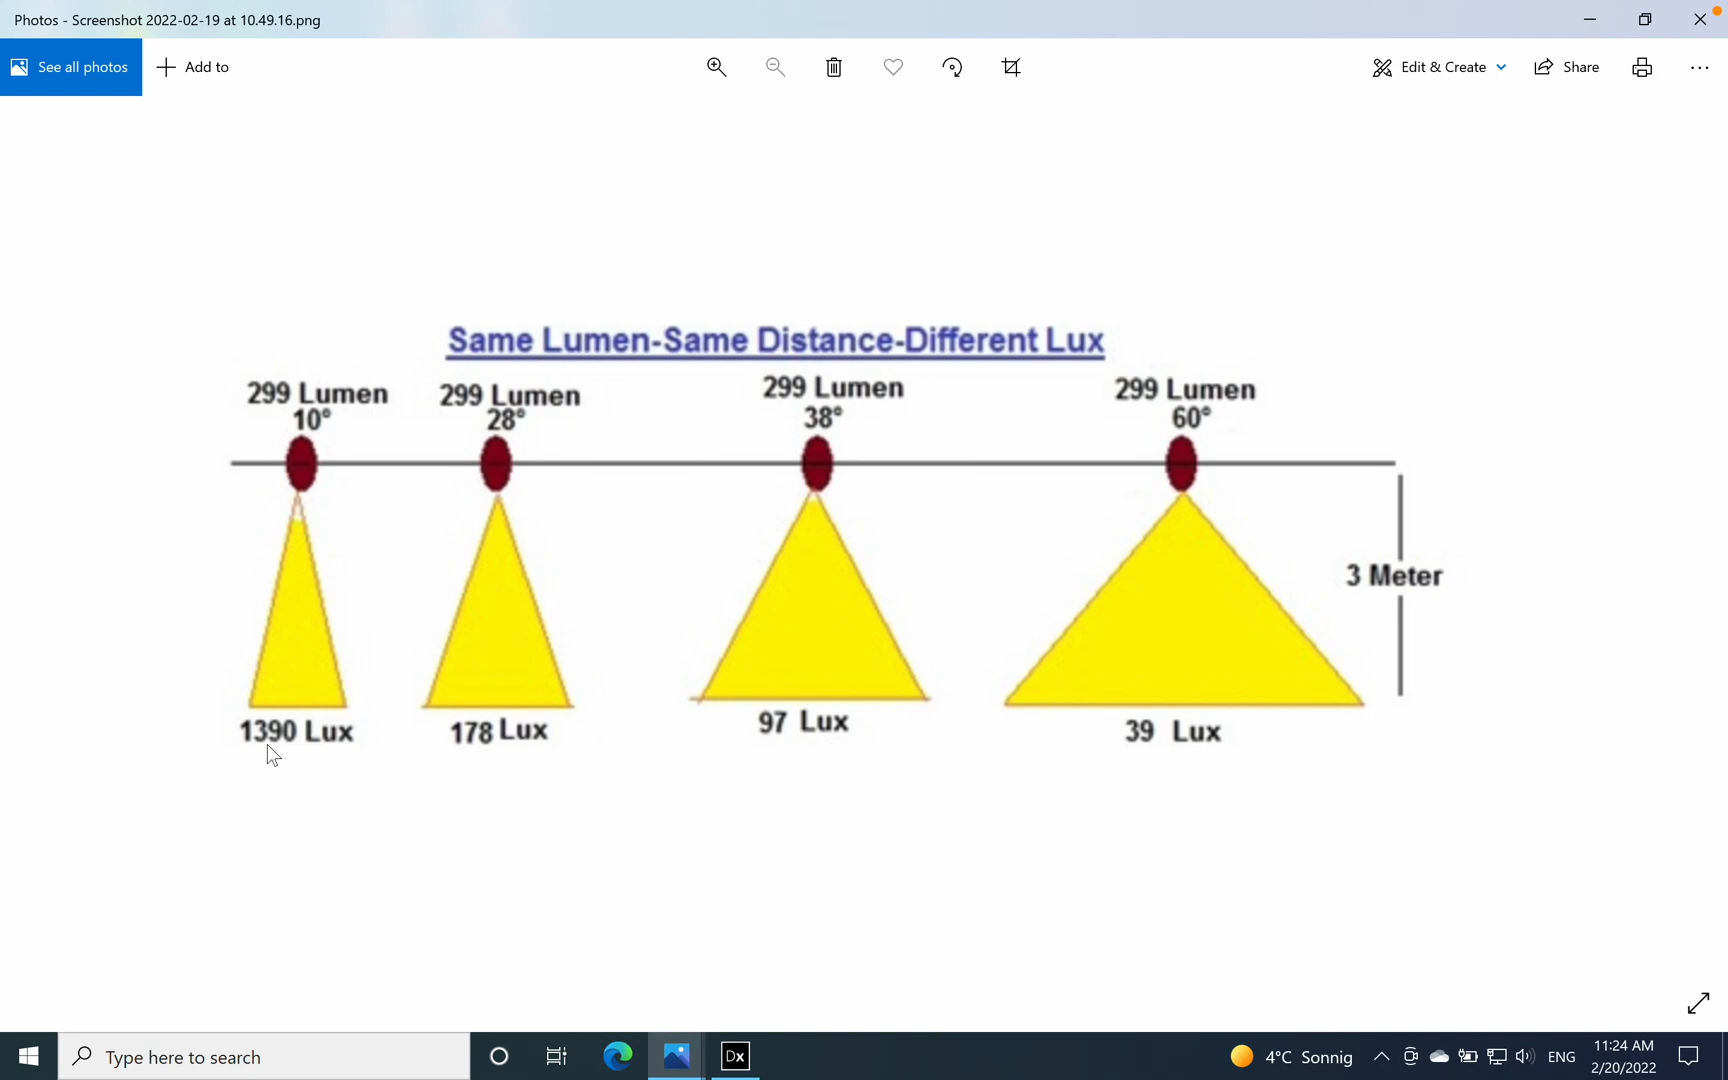 Photos - Screenshot 2022-02-19 at 10.49.16.png
See all photos
Add to
Edit & Create
Share
Same Lumen-Same Distance-Different Lux
299 Lumen
10°
299 Lumen
28°
299 Lumen
38°
299 Lumen
60°
3 Meter
1390 Lux
178 Lux
97 Lux
39 Lux
Type here to search
Dx
4°C Sonnig
ENG
11:24 AM
2/20/2022